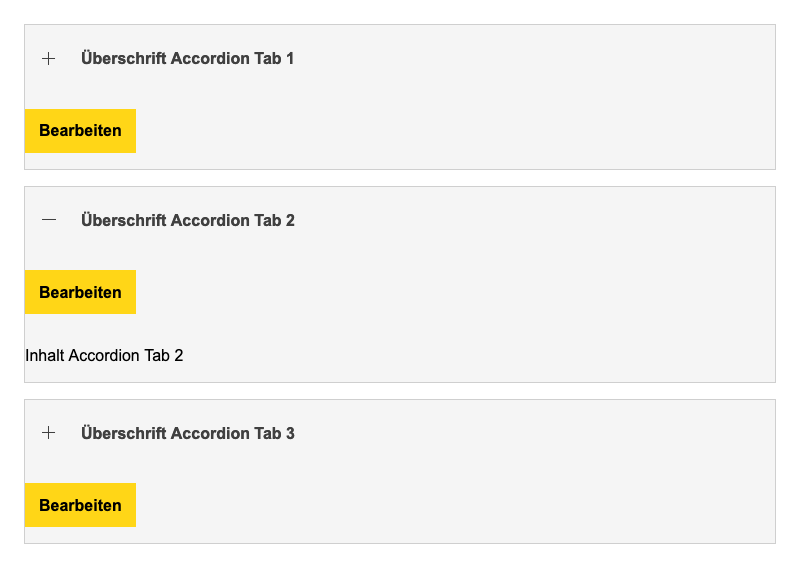 Überschrift Accordion Tab 1
Bearbeiten
Überschrift Accordion Tab 2
Bearbeiten
Inhalt Accordion Tab 2
Überschrift Accordion Tab 3
Bearbeiten